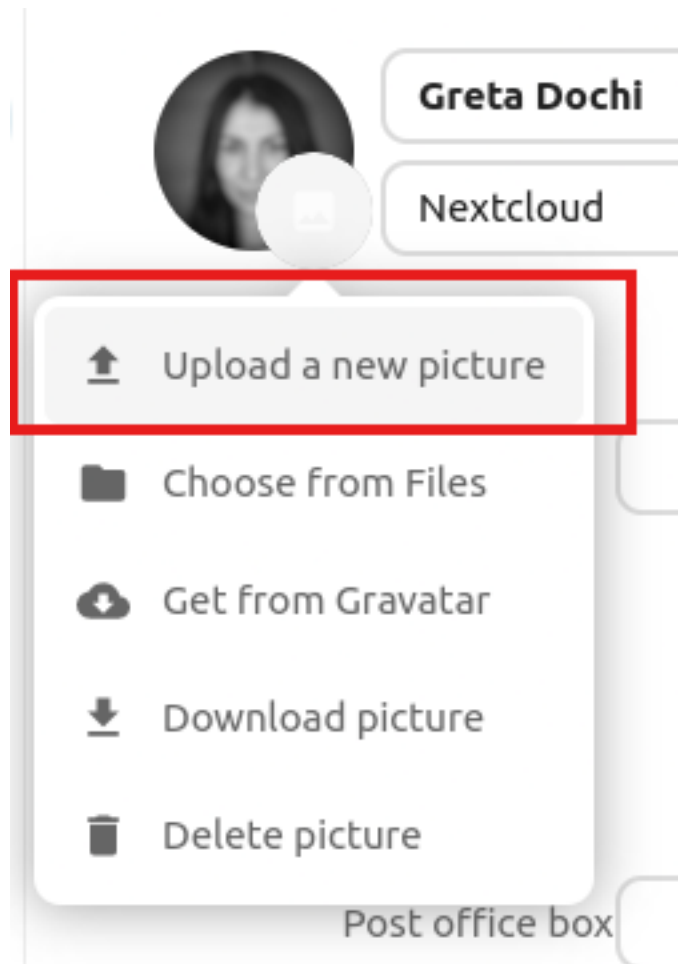 Greta Dochi
Nextcloud
Upload a new picture
Choose from Files
Get from Gravatar
Download picture
Delete picture
Post office box